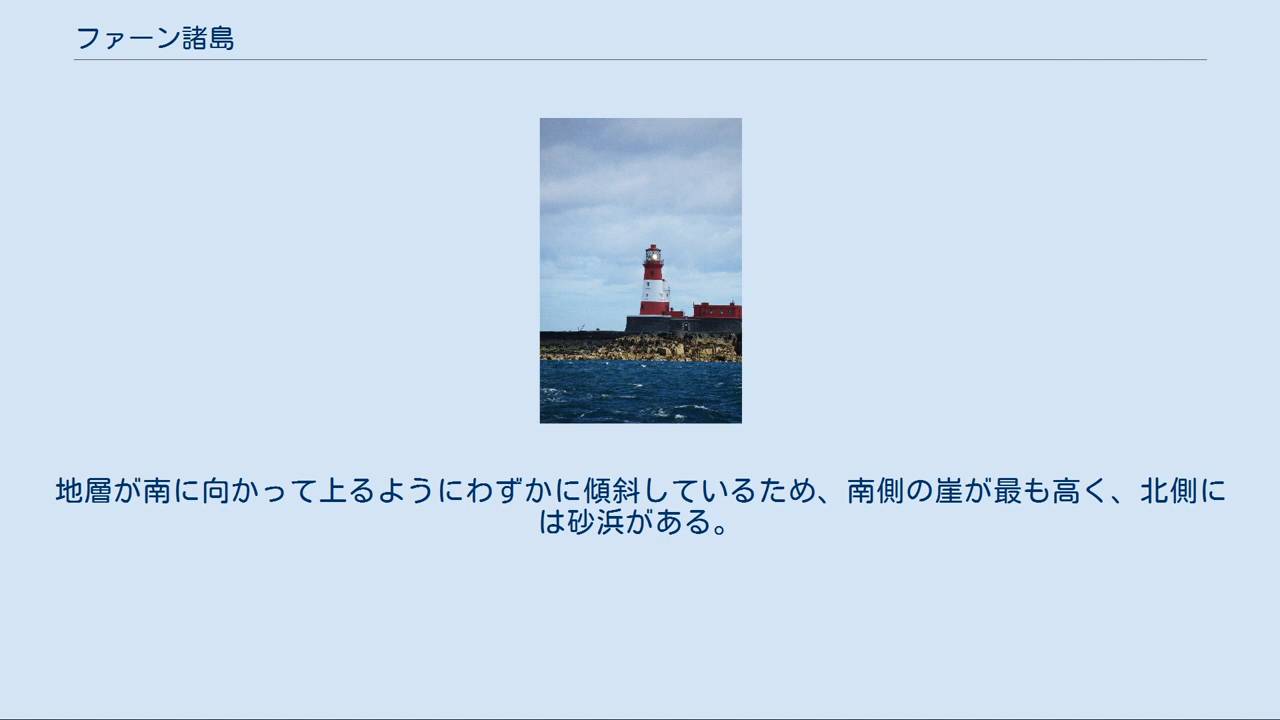 ファーン諸島
地層が南に向かって上るようにわずかに傾斜しているため、南側の崖が最も高く、北側に
は砂浜がある。